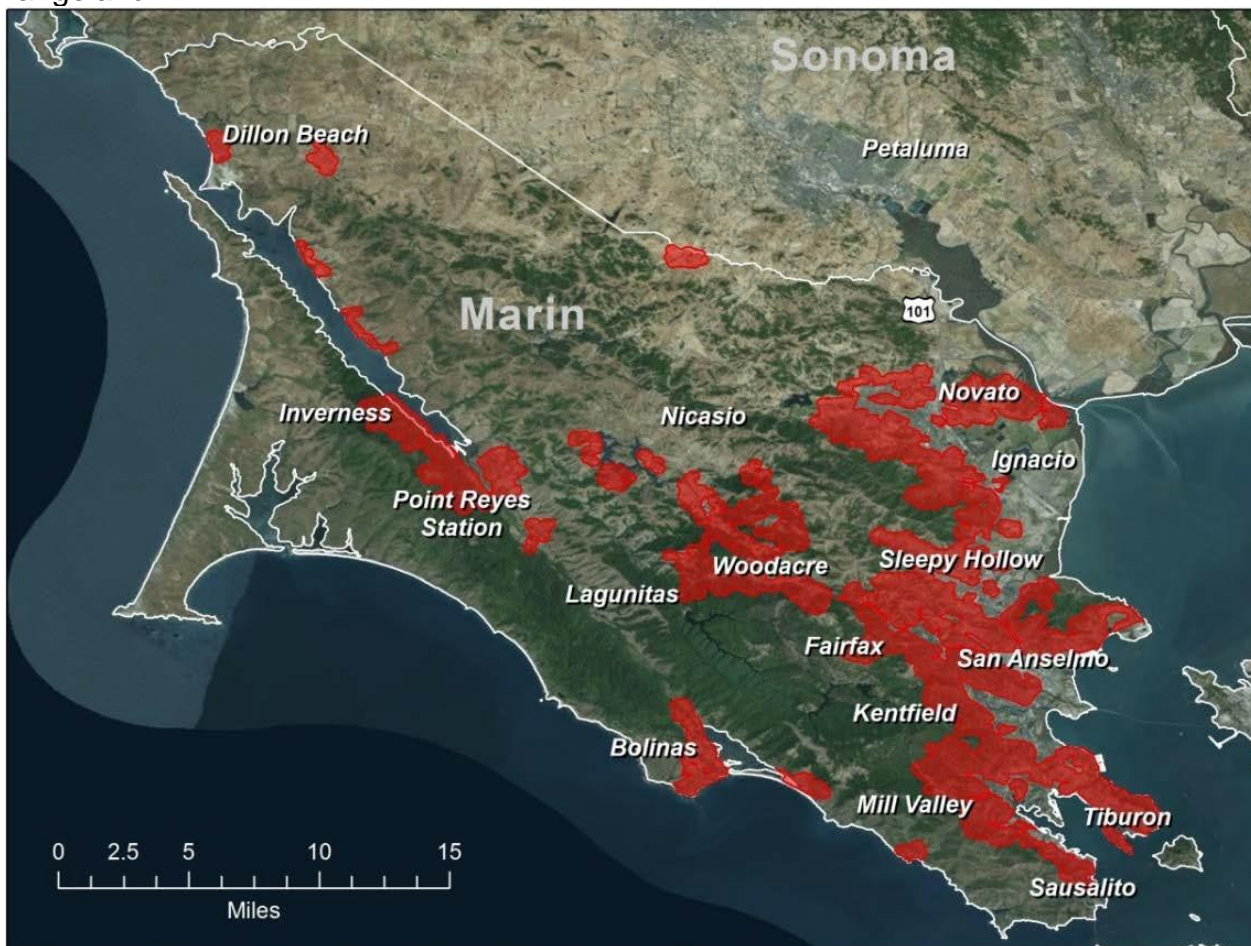 Sonoma
Dillon Beach
Petaluma
Marin
101
Inverness
Nicasio
Novato
Ignacio
Point Reyes
Station
Woodacre
Sleepy Hollow
Lagunitas
Fairfax
San Anselmo
Kentfield
Bolinas
Mill Valley
Tiburon
Sausalito
0 2.5 5 10 15
Miles